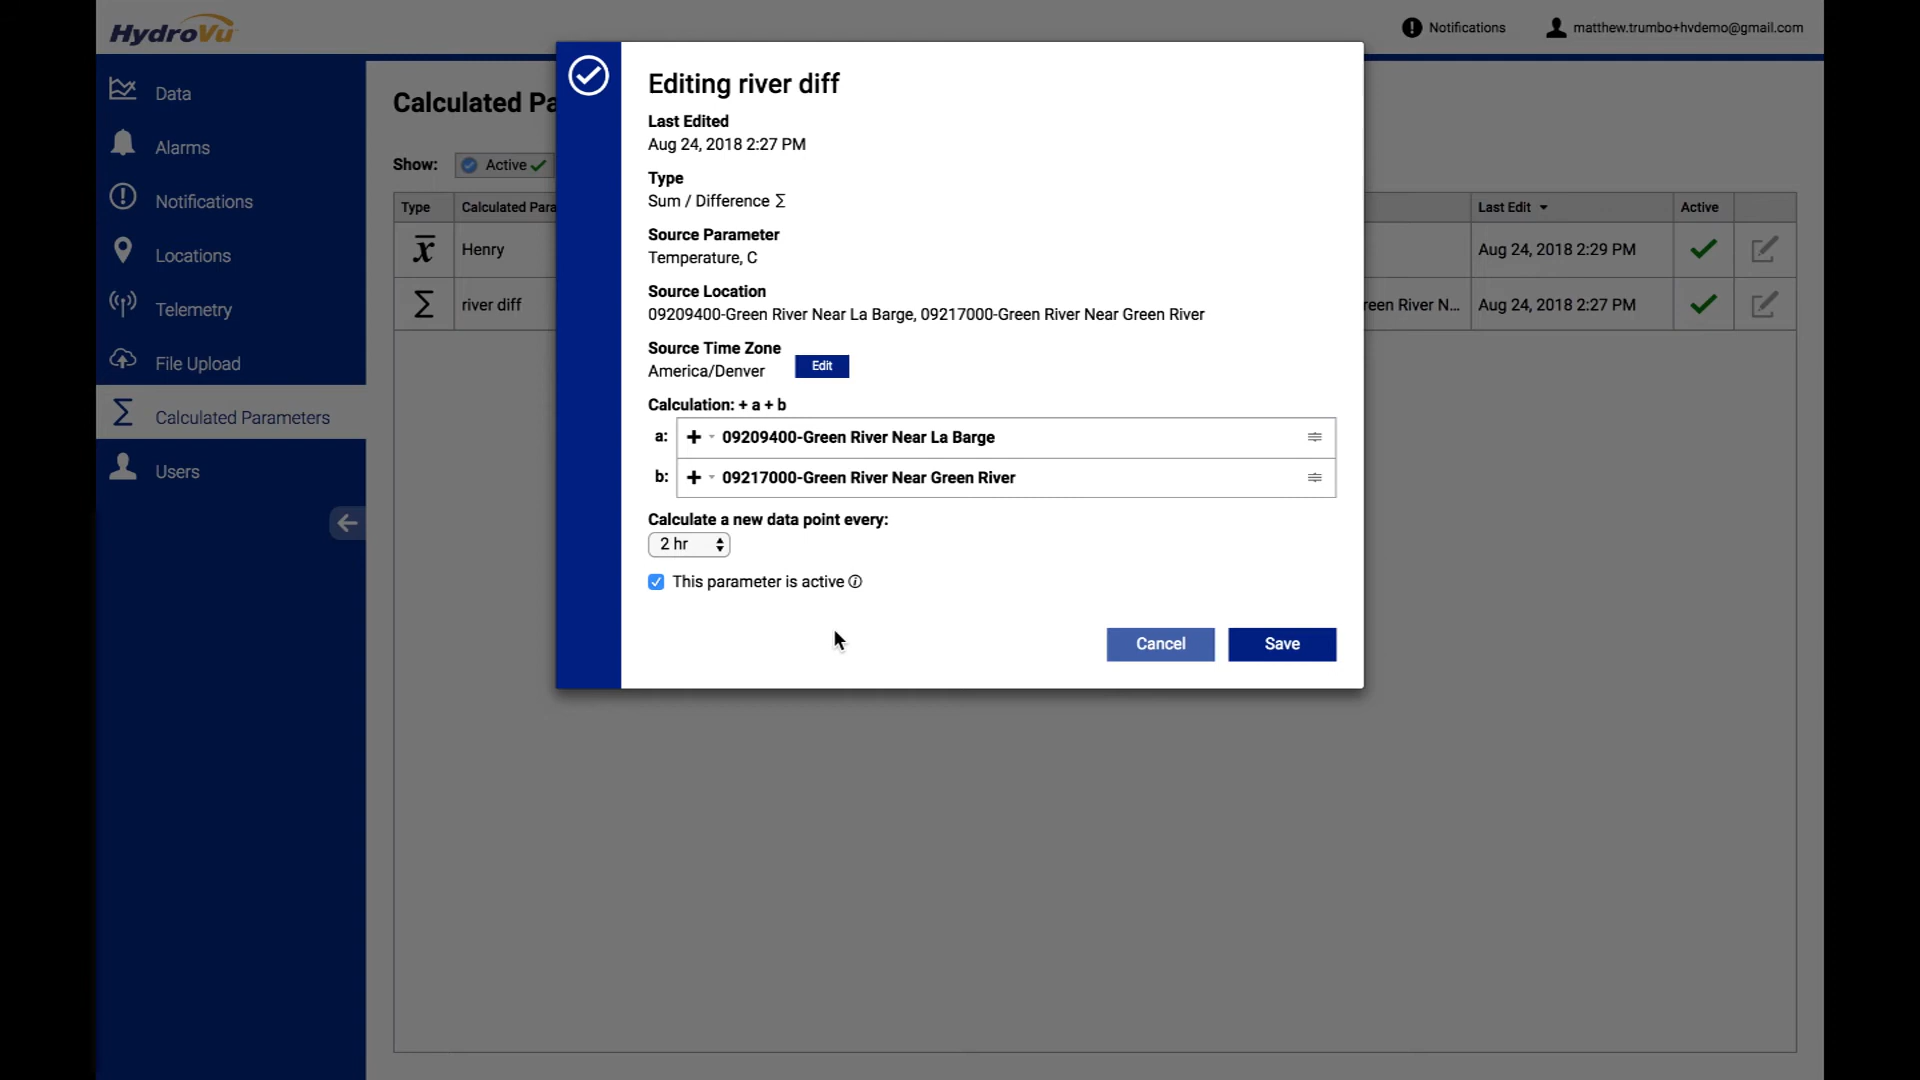 HydroVu
Notifications
matthew.trumbo+hvdemo@gmail.com
Data
Alarms
Notifications
Locations
Telemetry
File Upload
Calculated Parameters
Users
Calculated Pa
Show: Active
Type Calculated Para Last Edit Active
x̄ Henry Aug 24, 2018 2:29 PM
Σ river diff reen River N... Aug 24, 2018 2:27 PM
Editing river diff
Last Edited
Aug 24, 2018 2:27 PM
Type
Sum / Difference Σ
Source Parameter
Temperature, C
Source Location
09209400-Green River Near La Barge, 09217000-Green River Near Green River
Source Time Zone
America/Denver Edit
Calculation: + a + b
a: + 09209400-Green River Near La Barge
b: + 09217000-Green River Near Green River
Calculate a new data point every:
2 hr
This parameter is active
Cancel Save